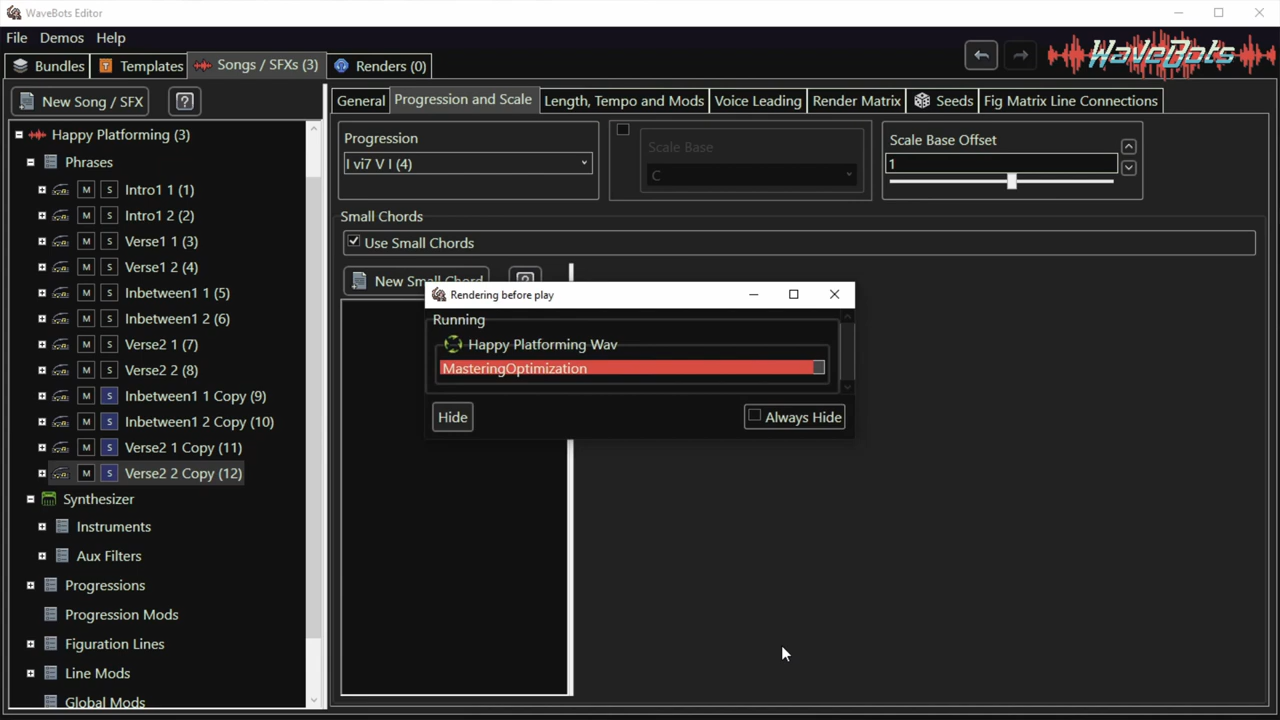 WaveBots Editor
File Demos Help
Bundles Templates Songs / SFXs (3) Renders (0)
WaveBots
New Song / SFX
General Progression and Scale Length, Tempo and Mods Voice Leading Render Matrix Seeds Fig Matrix Line Connections
Happy Platforming (3)
Phrases
M S Intro1 1 (1)
M S Intro1 2 (2)
M S Verse1 1 (3)
M S Verse1 2 (4)
M S Inbetween1 1 (5)
M S Inbetween1 2 (6)
M S Verse2 1 (7)
M S Verse2 2 (8)
M S Inbetween1 1 Copy (9)
M S Inbetween1 2 Copy (10)
M S Verse2 1 Copy (11)
M S Verse2 2 Copy (12)
Synthesizer
Instruments
Aux Filters
Progressions
Progression Mods
Figuration Lines
Line Mods
Global Mods
Progression
I vi7 V I (4)
Scale Base
C
Scale Base Offset
1
Small Chords
Use Small Chords
New Small Chord
Rendering before play
Running
Happy Platforming Wav
MasteringOptimization
Hide
Always Hide